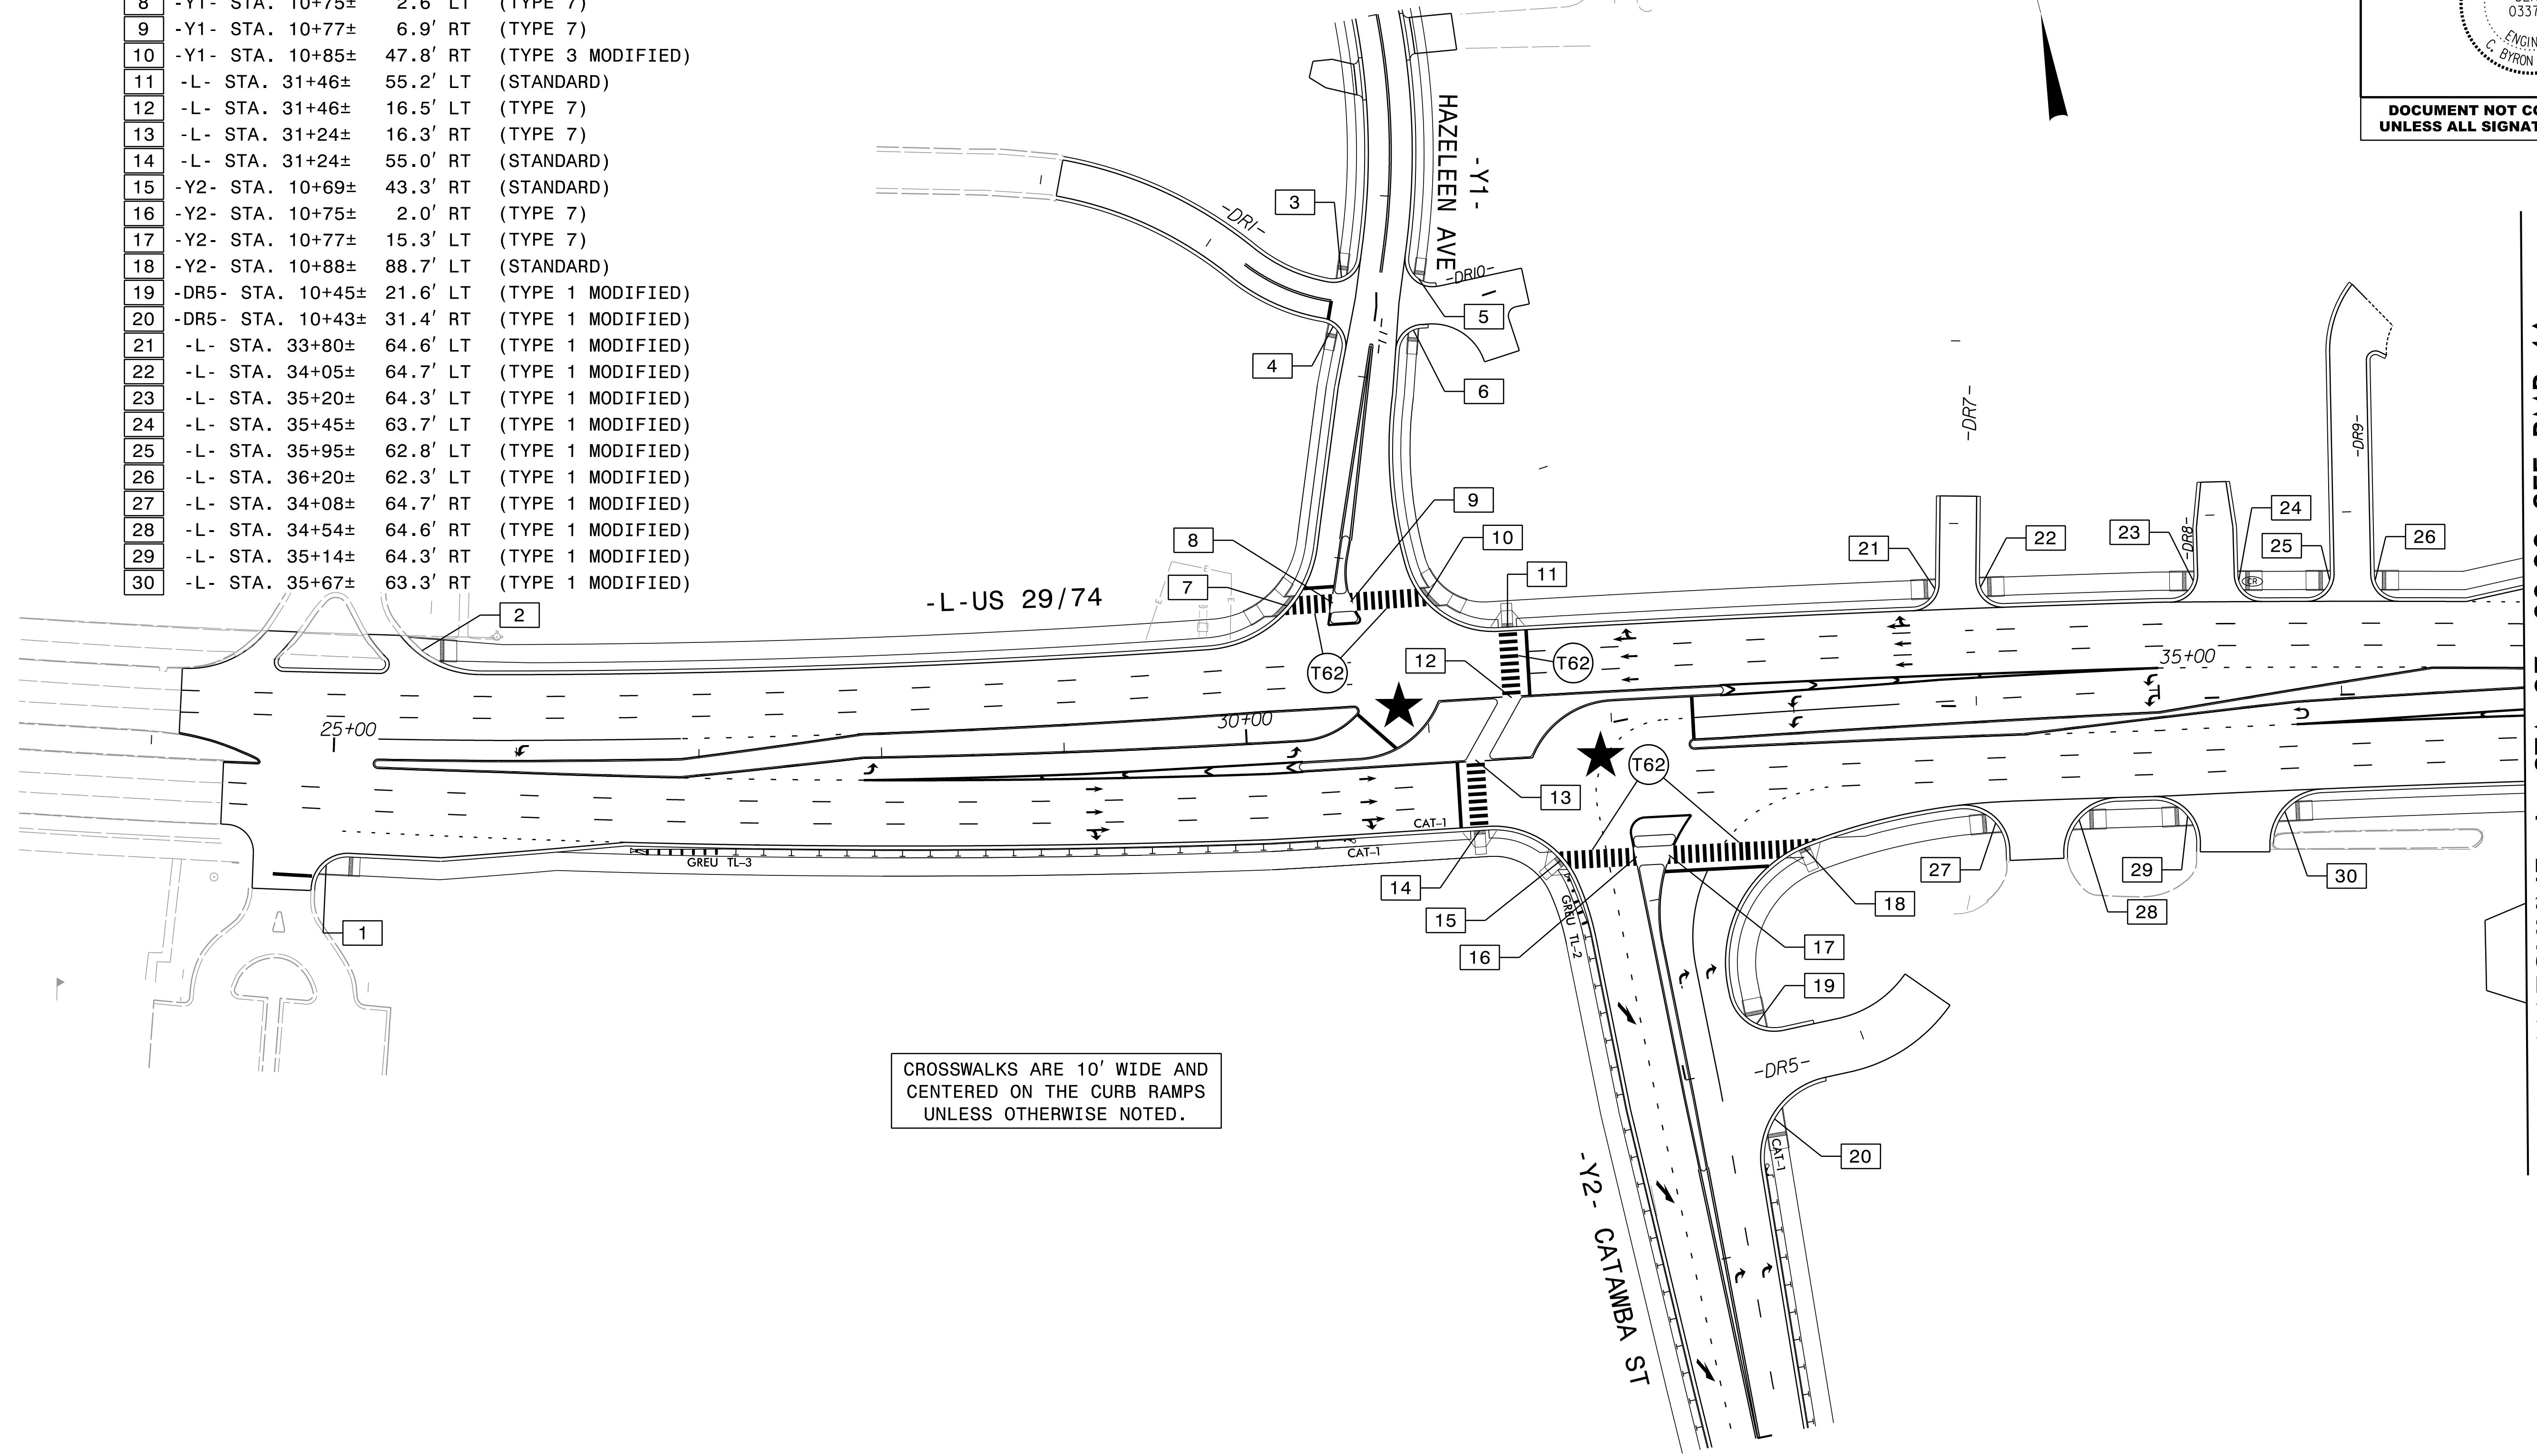 8 -Y1- STA. 10+75± 2.6' LT (TYPE 7)
9 -Y1- STA. 10+77± 6.9' RT (TYPE 7)
10 -Y1- STA. 10+85± 47.8' RT (TYPE 3 MODIFIED)
11 -L- STA. 31+46± 55.2' LT (STANDARD)
12 -L- STA. 31+46± 16.5' LT (TYPE 7)
13 -L- STA. 31+24± 16.3' RT (TYPE 7)
14 -L- STA. 31+24± 55.0' RT (STANDARD)
15 -Y2- STA. 10+69± 43.3' RT (STANDARD)
16 -Y2- STA. 10+75± 2.0' RT (TYPE 7)
17 -Y2- STA. 10+77± 15.3' LT (TYPE 7)
18 -Y2- STA. 10+88± 88.7' LT (STANDARD)
19 -DR5- STA. 10+45± 21.6' LT (TYPE 1 MODIFIED)
20 -DR5- STA. 10+43± 31.4' RT (TYPE 1 MODIFIED)
21 -L- STA. 33+80± 64.6' LT (TYPE 1 MODIFIED)
22 -L- STA. 34+05± 64.7' LT (TYPE 1 MODIFIED)
23 -L- STA. 35+20± 64.3' LT (TYPE 1 MODIFIED)
24 -L- STA. 35+45± 63.7' LT (TYPE 1 MODIFIED)
25 -L- STA. 35+95± 62.8' LT (TYPE 1 MODIFIED)
26 -L- STA. 36+20± 62.3' LT (TYPE 1 MODIFIED)
27 -L- STA. 34+08± 64.7' RT (TYPE 1 MODIFIED)
28 -L- STA. 34+54± 64.6' RT (TYPE 1 MODIFIED)
29 -L- STA. 35+14± 64.3' RT (TYPE 1 MODIFIED)
30 -L- STA. 35+67± 63.3' RT (TYPE 1 MODIFIED)
0337
C. BYRON
DOCUMENT NOT
UNLESS ALL
-Y1-
HAZELEEN AVE
3
-DR1-
-DR10-
5
4
6
-DR7-
-DR9-
9
8
10
24
26
22
23
-DR8-
25
21
11
7
CR
E
E
E
-L-US 29/74
2
T62
12
T62
35+00
30+00
25+00
T62
13
CAT-1
CAT-1
GREU TL-3
14
27
29
30
18
28
15
GREU TL-2
1
17
16
19
-DR5-
CROSSWALKS ARE 10' WIDE AND
CENTERED ON THE CURB RAMPS
UNLESS OTHERWISE NOTED.
CAT-1
20
-Y2- CATAWBA ST